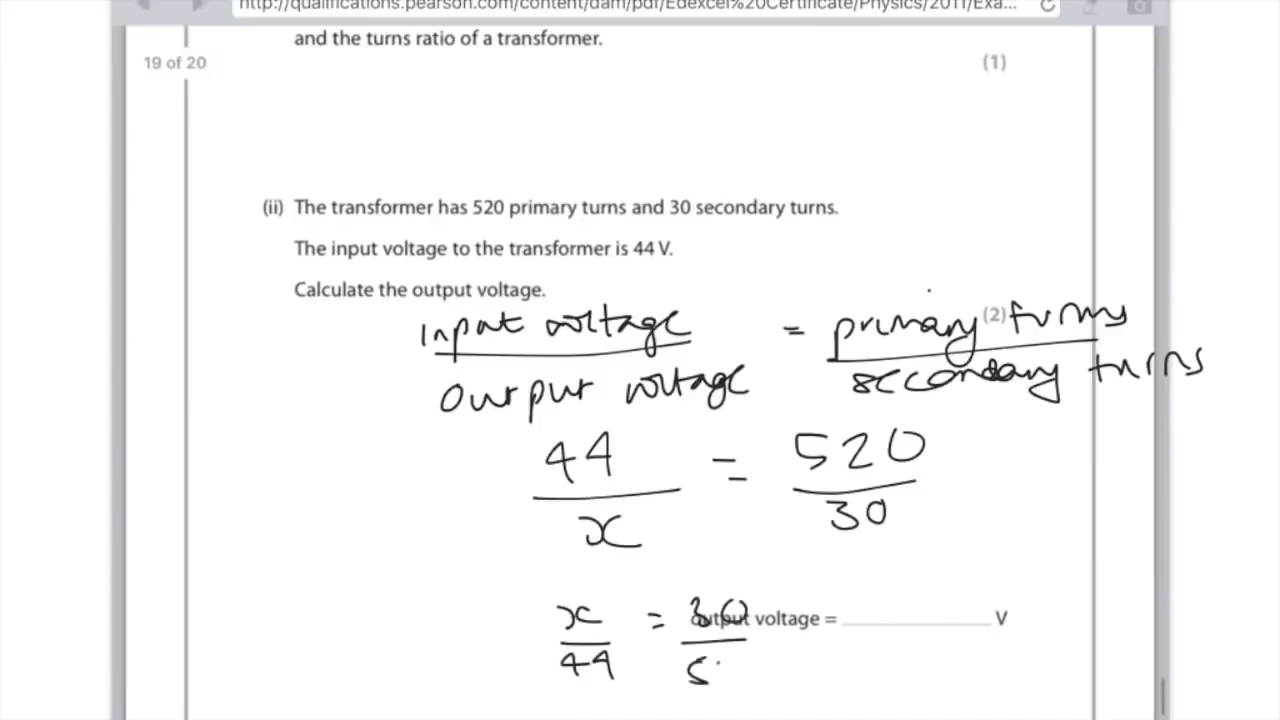 http://qualifications.pearson.com/content/dam/pdf/Edexcel%20Certificate/Physics/2011/Exa...
and the turns ratio of a transformer.
19 of 20
(1)
(ii) The transformer has 520 primary turns and 30 secondary turns.
The input voltage to the transformer is 44 V.
Calculate the output voltage.
(2)
Input voltage = primary turns
output voltage secondary turns
44 = 520
x 30
x = 30
output voltage = ____________ V
44 5